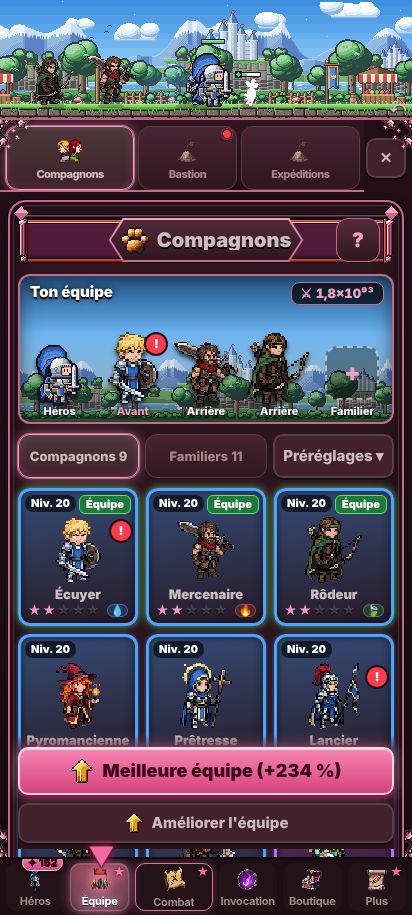 Compagnons
Bastion
Expéditions
×
Compagnons
?
Ton équipe
1,8×10⁹³
!
Héros
Avant
Arrière
Arrière
Familier
Compagnons 9
Familiers 11
Préréglages ▾
Niv. 20
Équipe
Niv. 20
Équipe
Niv. 20
Équipe
!
Écuyer
Mercenaire
Rôdeur
Niv. 20
Niv. 20
Niv. 20
!
Pyromancienne
Prêtresse
Lancier
Meilleure équipe (+234 %)
Améliorer l'équipe
152
Héros
Équipe
Combat
Invocation
Boutique
Plus